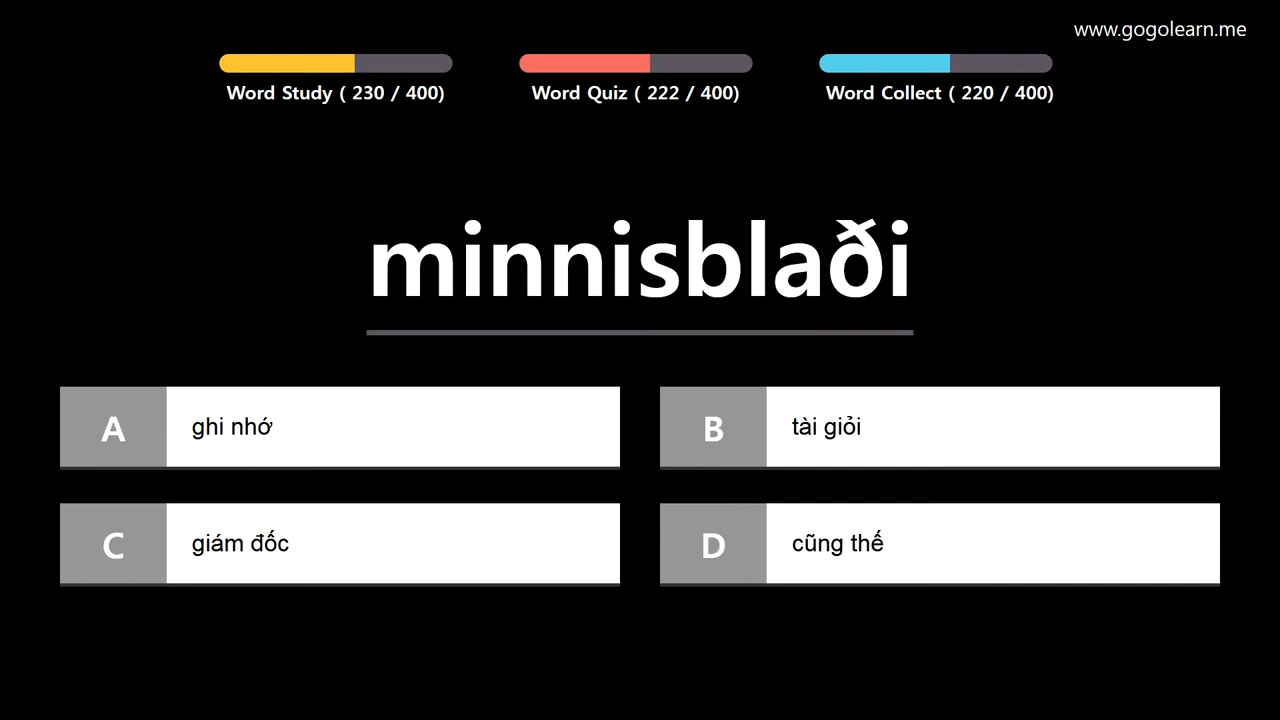 www.gogolearn.me
Word Study ( 230 / 400)
Word Quiz ( 222 / 400)
Word Collect ( 220 / 400)
minnisblaði
A
ghi nhớ
B
tài giỏi
C
giám đốc
D
cũng thế